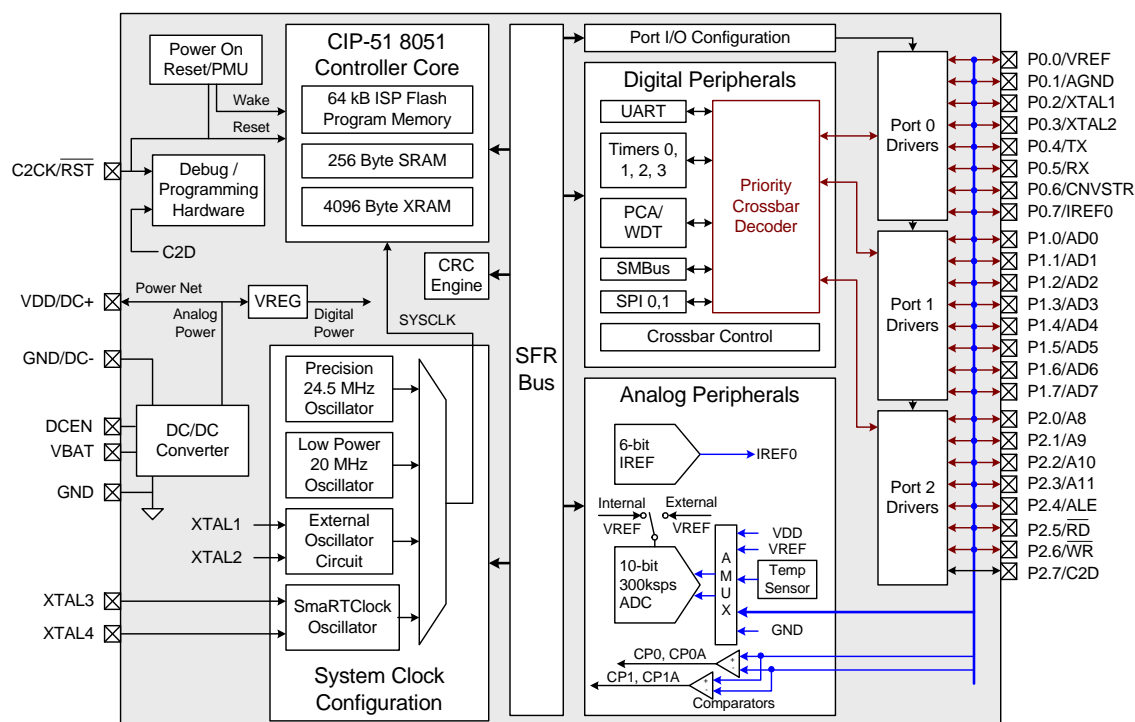 Power On
Reset/PMU
Wake
Reset
C2CK/RST
Debug /
Programming
Hardware
C2D
CIP-51 8051
Controller Core
64 kB ISP Flash
Program Memory
256 Byte SRAM
4096 Byte XRAM
VDD/DC+
Power Net
Analog
Power
VREG
Digital
Power
CRC
Engine
SYSCLK
GND/DC-
DCEN
VBAT
DC/DC
Converter
GND
XTAL1
XTAL2
XTAL3
XTAL4
Precision
24.5 MHz
Oscillator
Low Power
20 MHz
Oscillator
External
Oscillator
Circuit
SmaRTClock
Oscillator
System Clock
Configuration
SFR
Bus
Port I/O Configuration
Digital Peripherals
UART
Timers 0,
1, 2, 3
PCA/
WDT
SMBus
SPI 0,1
Priority
Crossbar
Decoder
Crossbar Control
Analog Peripherals
6-bit
IREF
IREF0
Internal
VREF
External
VREF
10-bit
300ksps
ADC
A
M
U
X
VDD
VREF
Temp
Sensor
GND
CP0, CP0A
+
-
CP1, CP1A
+
-
Comparators
Port 0
Drivers
Port 1
Drivers
Port 2
Drivers
P0.0/VREF
P0.1/AGND
P0.2/XTAL1
P0.3/XTAL2
P0.4/TX
P0.5/RX
P0.6/CNVSTR
P0.7/IREF0
P1.0/AD0
P1.1/AD1
P1.2/AD2
P1.3/AD3
P1.4/AD4
P1.5/AD5
P1.6/AD6
P1.7/AD7
P2.0/A8
P2.1/A9
P2.2/A10
P2.3/A11
P2.4/ALE
P2.5/RD
P2.6/WR
P2.7/C2D